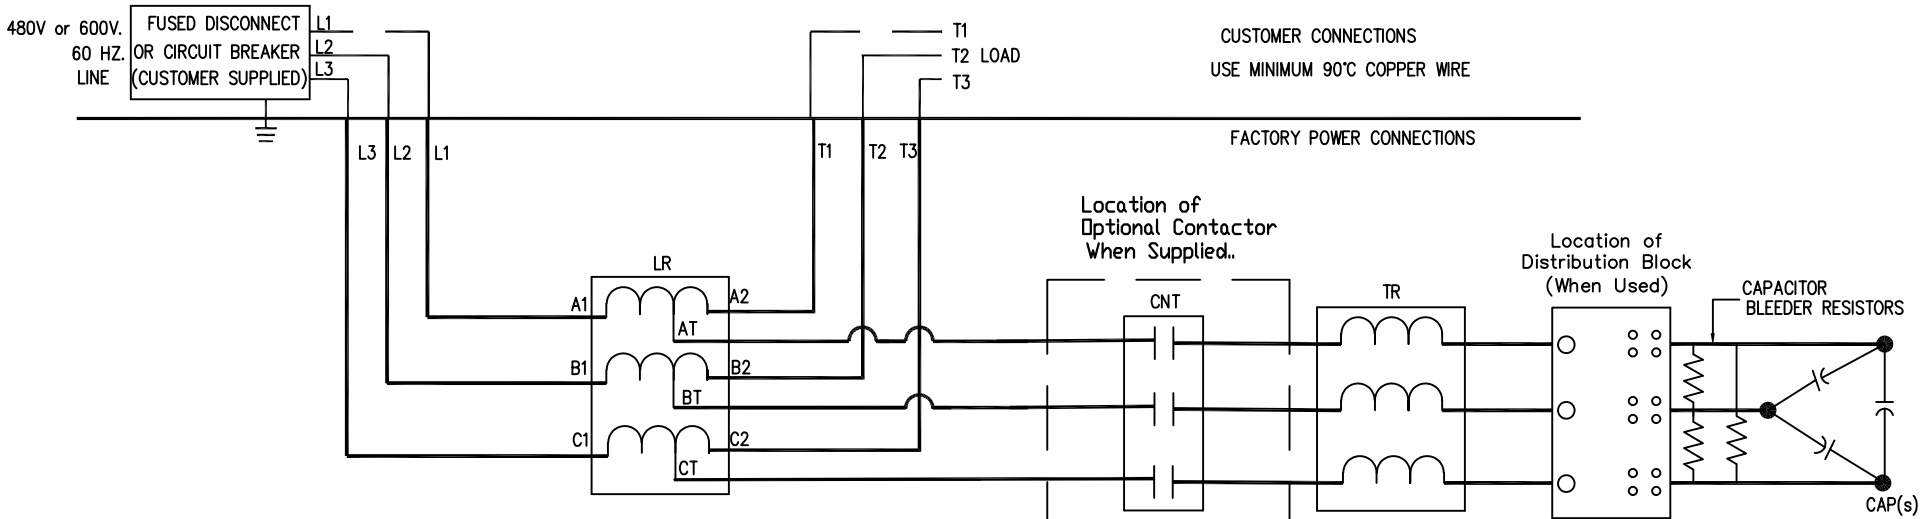 480V or 600V.
60 HZ.
LINE
FUSED DISCONNECT
OR CIRCUIT BREAKER
(CUSTOMER SUPPLIED)
L1
L2
L3
T1
T2 LOAD
T3
CUSTOMER CONNECTIONS
USE MINIMUM 90°C COPPER WIRE
FACTORY POWER CONNECTIONS
L3
L2
L1
T1
T2
T3
Location of
Optional Contactor
When Supplied..
Location of
Distribution Block
(When Used)
LR
A1
A2
AT
B1
B2
BT
C1
C2
CT
CNT
TR
CAPACITOR
BLEEDER RESISTORS
CAP(s)